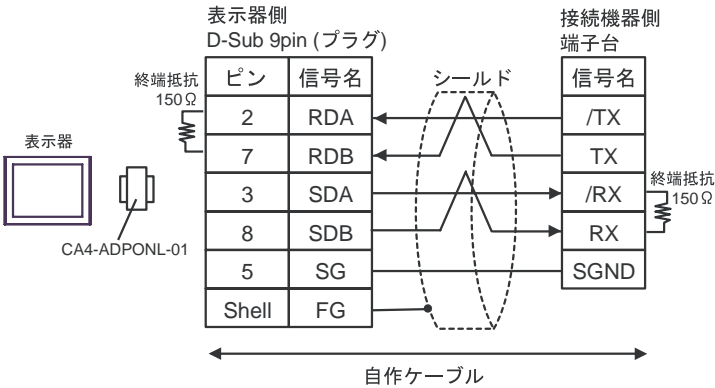 表示器側
D-Sub 9pin (プラグ)
接続機器側
端子台
終端抵抗
150Ω
ピン 信号名
シールド
信号名
2 RDA
/TX
表示器
7 RDB
TX
3 SDA
/RX
終端抵抗
150Ω
8 SDB
RX
CA4-ADPONL-01
5 SG
SGND
Shell FG
自作ケーブル